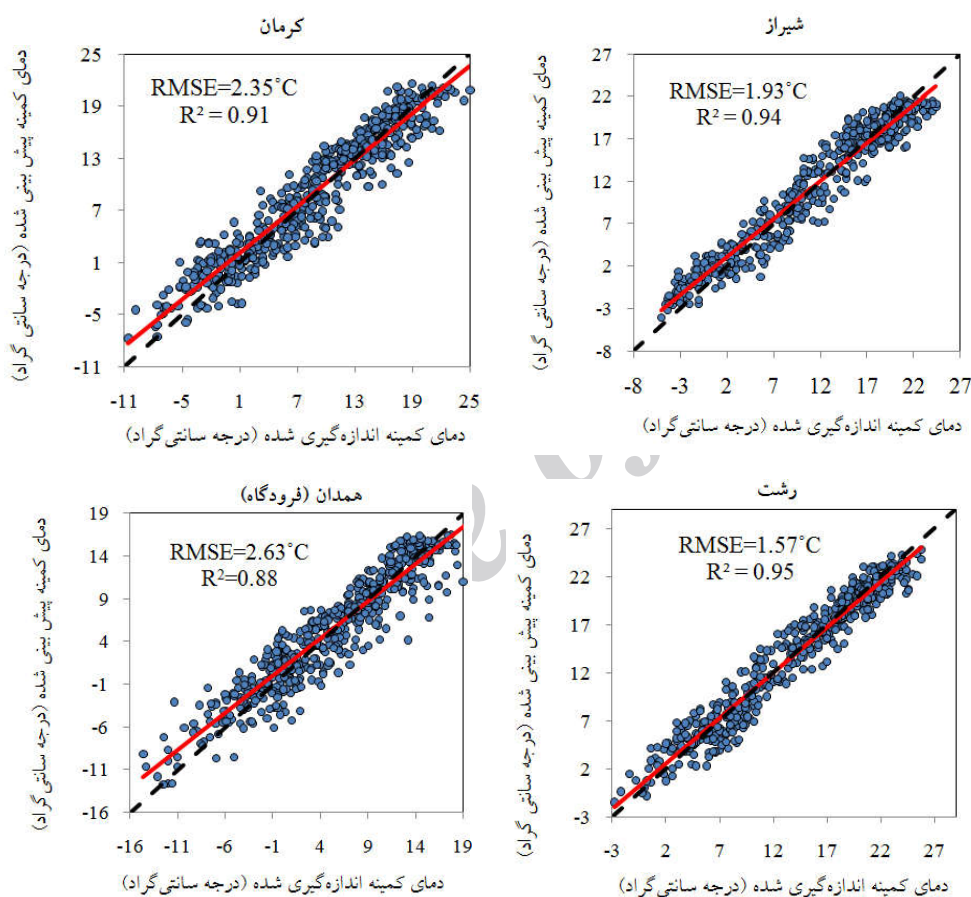 کرمان
دمای کمینه پیش بینی شده (درجه سانتی گراد)
RMSE=2.35˚C
R² = 0.91
25
19
13
7
1
-5
-11
-11 -5 1 7 13 19 25
دمای کمینه اندازه‌گیری شده (درجه سانتی‌گراد)
شیراز
دمای کمینه پیش بینی شده (درجه سانتی گراد)
RMSE=1.93˚C
R² = 0.94
27
22
17
12
7
2
-3
-8
-8 -3 2 7 12 17 22 27
دمای کمینه اندازه‌گیری شده (درجه سانتی‌گراد)
همدان (فرودگاه)
دمای کمینه پیش بینی شده (درجه سانتی گراد)
RMSE=2.63˚C
R²=0.88
19
14
9
4
-1
-6
-11
-16
-16 -11 -6 -1 4 9 14 19
دمای کمینه اندازه‌گیری شده (درجه سانتی‌گراد)
رشت
دمای کمینه پیش بینی شده (درجه سانتی گراد)
RMSE=1.57˚C
R² = 0.95
27
22
17
12
7
2
-3
-3 2 7 12 17 22 27
دمای کمینه اندازه‌گیری شده (درجه سانتی‌گراد)